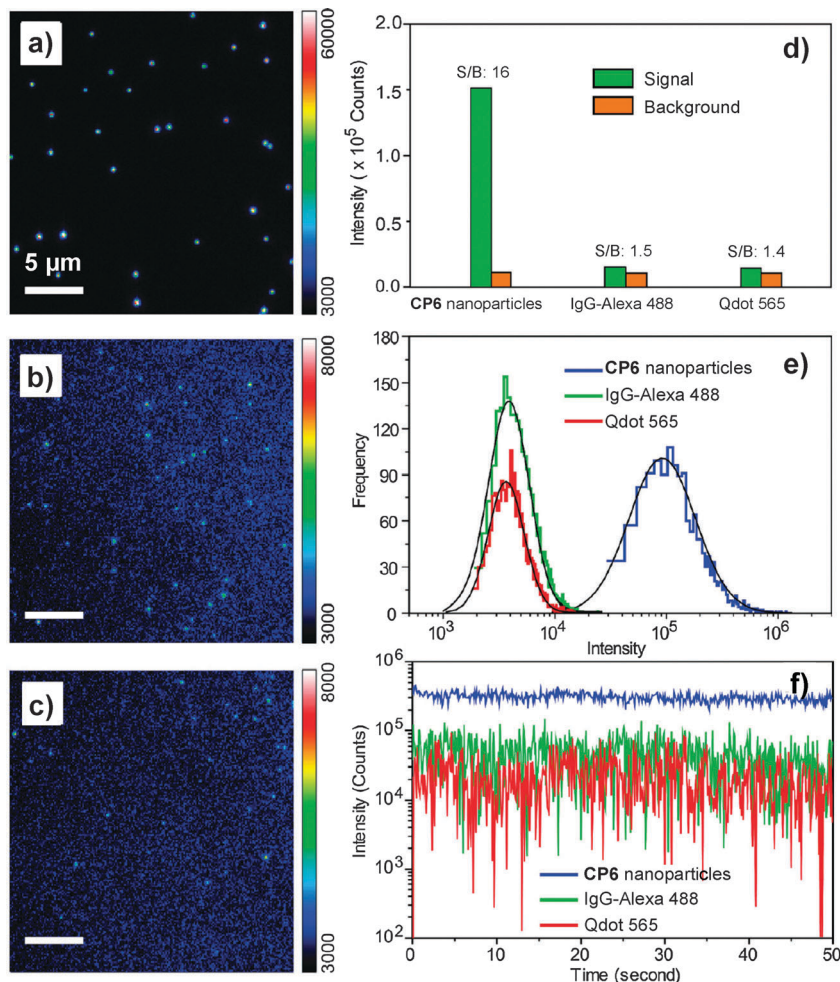 a)
60000
3000
5 µm
b)
8000
3000
c)
8000
3000
d)
Intensity ( x 10⁵ Counts)
2.0
1.5
1.0
0.5
0.0
S/B: 16
S/B: 1.5
S/B: 1.4
Signal
Background
CP6 nanoparticles
IgG-Alexa 488
Qdot 565
e)
Frequency
180
150
120
90
60
30
0
CP6 nanoparticles
IgG-Alexa 488
Qdot 565
10³
10⁴
10⁵
10⁶
Intensity
f)
Intensity (Counts)
10⁶
10⁵
10⁴
10³
10²
CP6 nanoparticles
IgG-Alexa 488
Qdot 565
0
10
20
30
40
50
Time (second)